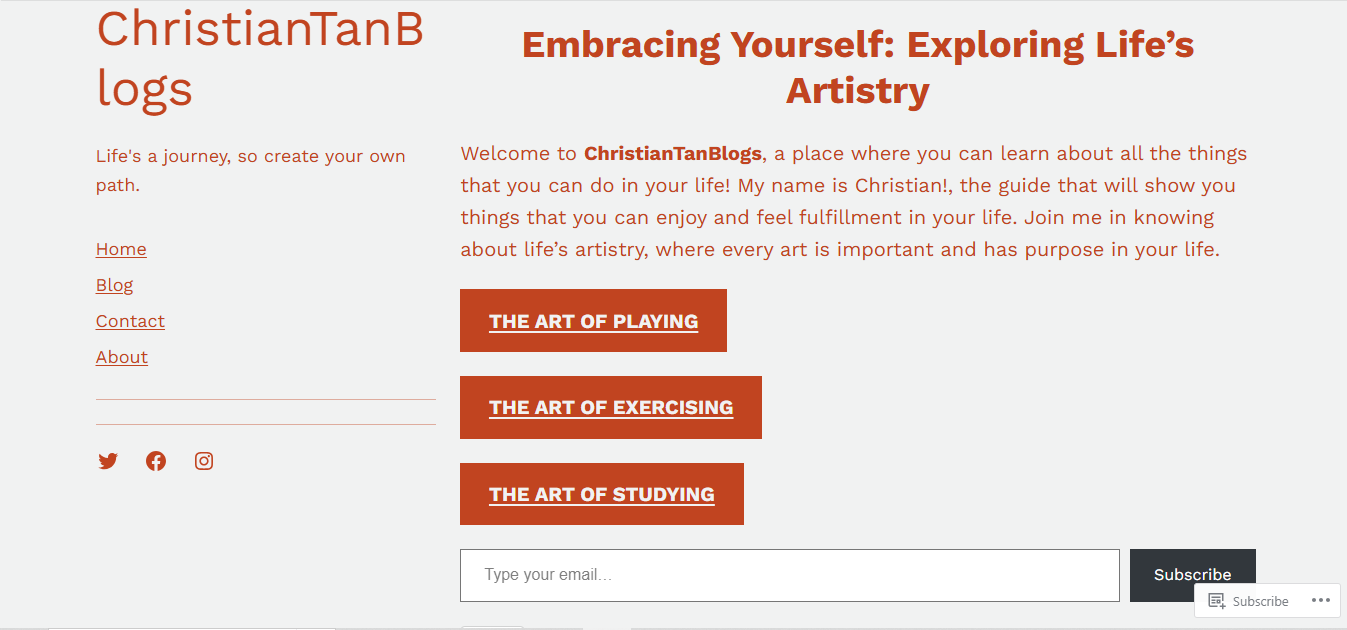 ChristianTanB
logs
Life's a journey, so create your own
path.
Home
Blog
Contact
About
Embracing Yourself: Exploring Life’s
Artistry
Welcome to ChristianTanBlogs, a place where you can learn about all the things
that you can do in your life! My name is Christian!, the guide that will show you
things that you can enjoy and feel fulfillment in your life. Join me in knowing
about life’s artistry, where every art is important and has purpose in your life.
THE ART OF PLAYING
THE ART OF EXERCISING
THE ART OF STUDYING
Type your email…
Subscribe
Subscribe